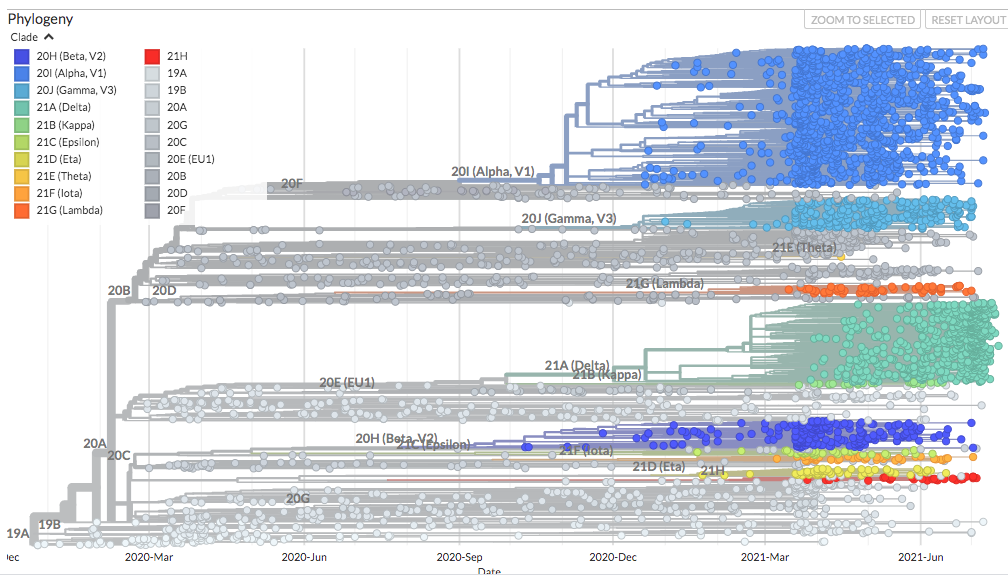 Phylogeny
ZOOM TO SELECTED
RESET LAYOUT
Clade
20H (Beta, V2)
20I (Alpha, V1)
20J (Gamma, V3)
21A (Delta)
21B (Kappa)
21C (Epsilon)
21D (Eta)
21E (Theta)
21F (Iota)
21G (Lambda)
21H
19A
19B
20A
20G
20C
20E (EU1)
20B
20D
20F
20I (Alpha, V1)
20F
20J (Gamma, V3)
21E (Theta)
21G (Lambda)
20B
20D
21A (Delta)
21B (Kappa)
20E (EU1)
20H (Beta, V2)
20A
21C (Epsilon)
21F (Iota)
20C
21D (Eta)
21H
20G
19B
19A
ec
2020-Mar
2020-Jun
2020-Sep
2020-Dec
2021-Mar
2021-Jun
Date